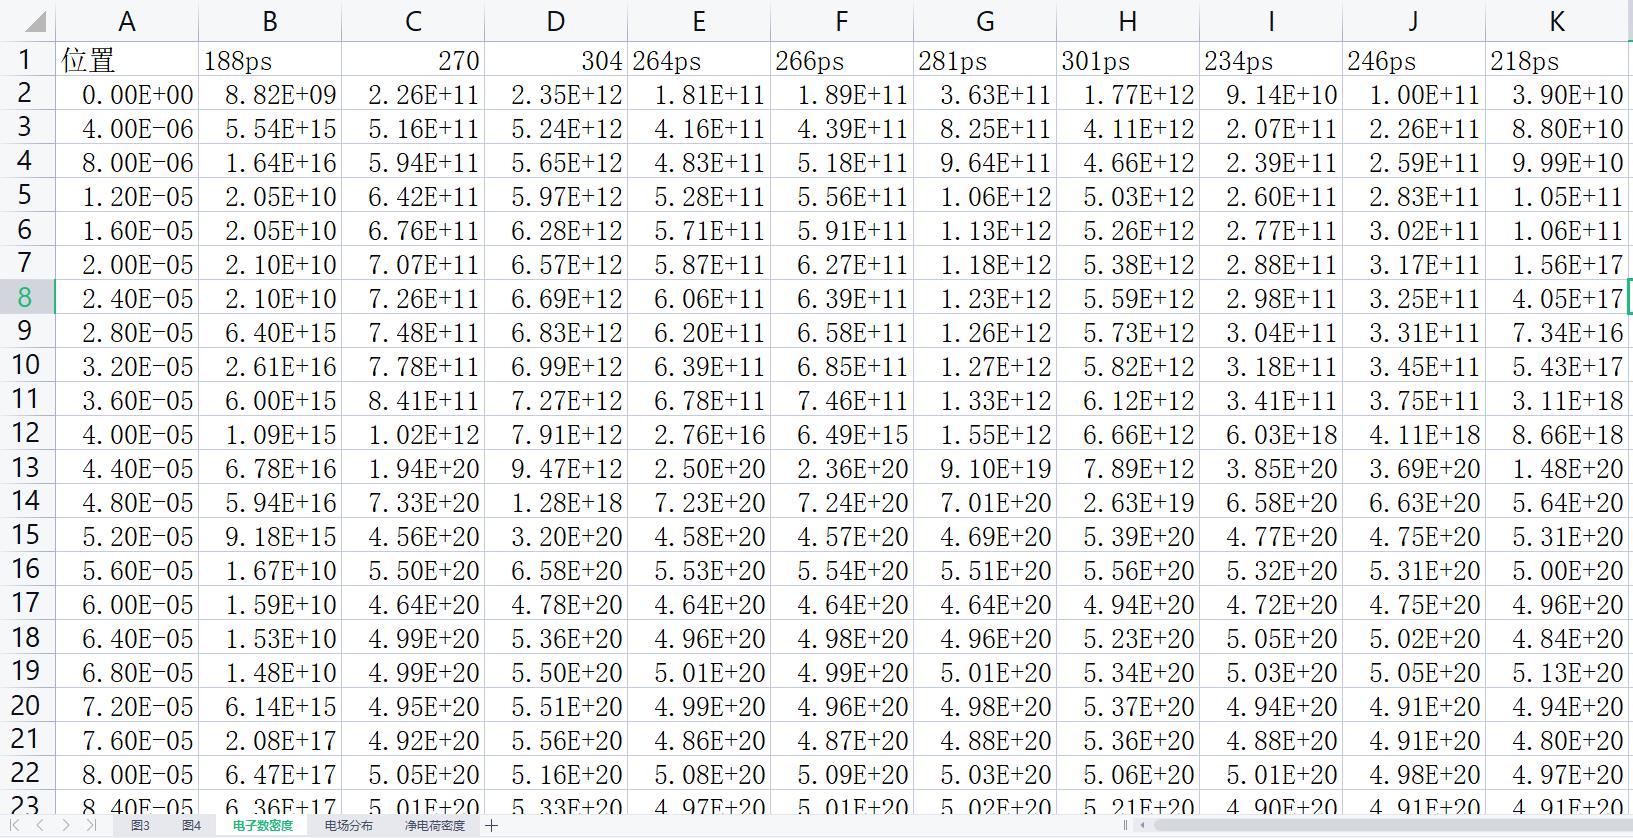 A B C D E F G H I J K
1 位置 188ps 270 304 264ps 266ps 281ps 301ps 234ps 246ps 218ps
2 0.00E+00 8.82E+09 2.26E+11 2.35E+12 1.81E+11 1.89E+11 3.63E+11 1.77E+12 9.14E+10 1.00E+11 3.90E+10
3 4.00E-06 5.54E+15 5.16E+11 5.24E+12 4.16E+11 4.39E+11 8.25E+11 4.11E+12 2.07E+11 2.26E+11 8.80E+10
4 8.00E-06 1.64E+16 5.94E+11 5.65E+12 4.83E+11 5.18E+11 9.64E+11 4.66E+12 2.39E+11 2.59E+11 9.99E+10
5 1.20E-05 2.05E+10 6.42E+11 5.97E+12 5.28E+11 5.56E+11 1.06E+12 5.03E+12 2.60E+11 2.83E+11 1.05E+11
6 1.60E-05 2.05E+10 6.76E+11 6.28E+12 5.71E+11 5.91E+11 1.13E+12 5.26E+12 2.77E+11 3.02E+11 1.06E+11
7 2.00E-05 2.10E+10 7.07E+11 6.57E+12 5.87E+11 6.27E+11 1.18E+12 5.38E+12 2.88E+11 3.17E+11 1.56E+17
8 2.40E-05 2.10E+10 7.26E+11 6.69E+12 6.06E+11 6.39E+11 1.23E+12 5.59E+12 2.98E+11 3.25E+11 4.05E+17
9 2.80E-05 6.40E+15 7.48E+11 6.83E+12 6.20E+11 6.58E+11 1.26E+12 5.73E+12 3.04E+11 3.31E+11 7.34E+16
10 3.20E-05 2.61E+16 7.78E+11 6.99E+12 6.39E+11 6.85E+11 1.27E+12 5.82E+12 3.18E+11 3.45E+11 5.43E+17
11 3.60E-05 6.00E+15 8.41E+11 7.27E+12 6.78E+11 7.46E+11 1.33E+12 6.12E+12 3.41E+11 3.75E+11 3.11E+18
12 4.00E-05 1.09E+15 1.02E+12 7.91E+12 2.76E+16 6.49E+15 1.55E+12 6.66E+12 6.03E+18 4.11E+18 8.66E+18
13 4.40E-05 6.78E+16 1.94E+20 9.47E+12 2.50E+20 2.36E+20 9.10E+19 7.89E+12 3.85E+20 3.69E+20 1.48E+20
14 4.80E-05 5.94E+16 7.33E+20 1.28E+18 7.23E+20 7.24E+20 7.01E+20 2.63E+19 6.58E+20 6.63E+20 5.64E+20
15 5.20E-05 9.18E+15 4.56E+20 3.20E+20 4.58E+20 4.57E+20 4.69E+20 5.39E+20 4.77E+20 4.75E+20 5.31E+20
16 5.60E-05 1.67E+10 5.50E+20 6.58E+20 5.53E+20 5.54E+20 5.51E+20 5.56E+20 5.32E+20 5.31E+20 5.00E+20
17 6.00E-05 1.59E+10 4.64E+20 4.78E+20 4.64E+20 4.64E+20 4.64E+20 4.94E+20 4.72E+20 4.75E+20 4.96E+20
18 6.40E-05 1.53E+10 4.99E+20 5.36E+20 4.96E+20 4.98E+20 4.96E+20 5.23E+20 5.05E+20 5.02E+20 4.84E+20
19 6.80E-05 1.48E+10 4.99E+20 5.50E+20 5.01E+20 4.99E+20 5.01E+20 5.34E+20 5.03E+20 5.05E+20 5.13E+20
20 7.20E-05 6.14E+15 4.95E+20 5.51E+20 4.99E+20 4.96E+20 4.98E+20 5.37E+20 4.94E+20 4.91E+20 4.94E+20
21 7.60E-05 2.08E+17 4.92E+20 5.56E+20 4.86E+20 4.87E+20 4.88E+20 5.36E+20 4.88E+20 4.91E+20 4.80E+20
22 8.00E-05 6.47E+17 5.05E+20 5.16E+20 5.08E+20 5.09E+20 5.03E+20 5.06E+20 5.01E+20 4.98E+20 4.97E+20
23 8.40E-05 6.36E+17 5.01E+20 5.33E+20 4.97E+20 5.01E+20 5.02E+20 5.21E+20 4.90E+20 4.91E+20 4.91E+20
图3 图4 电子数密度 电场分布 净电荷密度